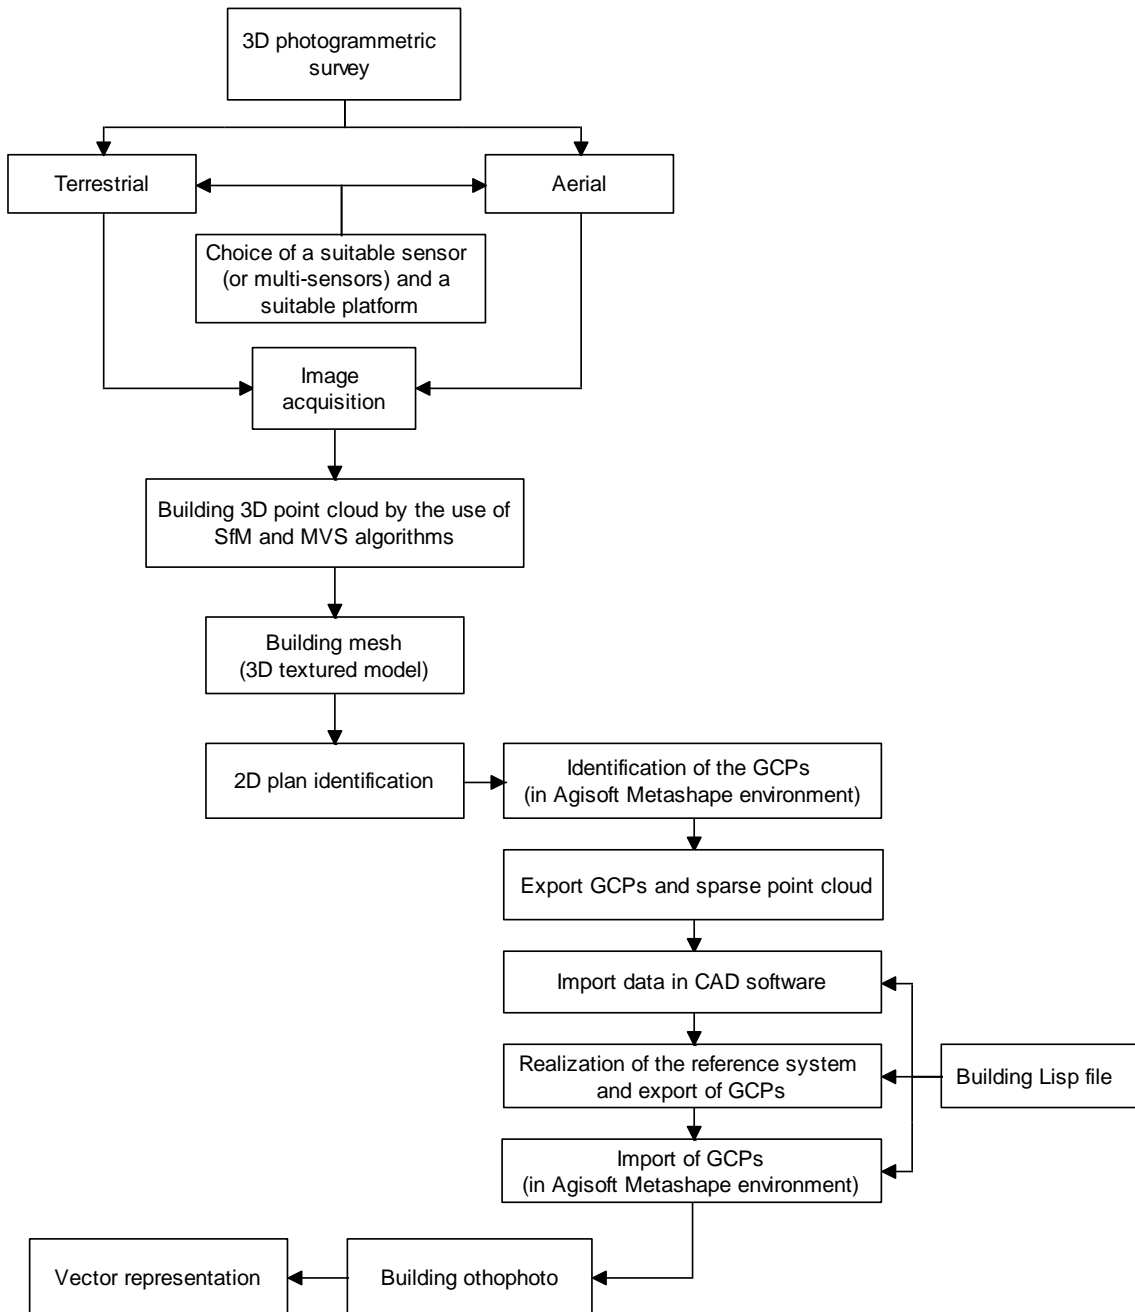 3D photogrammetric
survey
Terrestrial
Aerial
Choice of a suitable sensor
(or multi-sensors) and a
suitable platform
Image
acquisition
Building 3D point cloud by the use of
SfM and MVS algorithms
Building mesh
(3D textured model)
2D plan identification
Identification of the GCPs
(in Agisoft Metashape environment)
Export GCPs and sparse point cloud
Import data in CAD software
Realization of the reference system
and export of GCPs
Building Lisp file
Import of GCPs
(in Agisoft Metashape environment)
Vector representation
Building othophoto